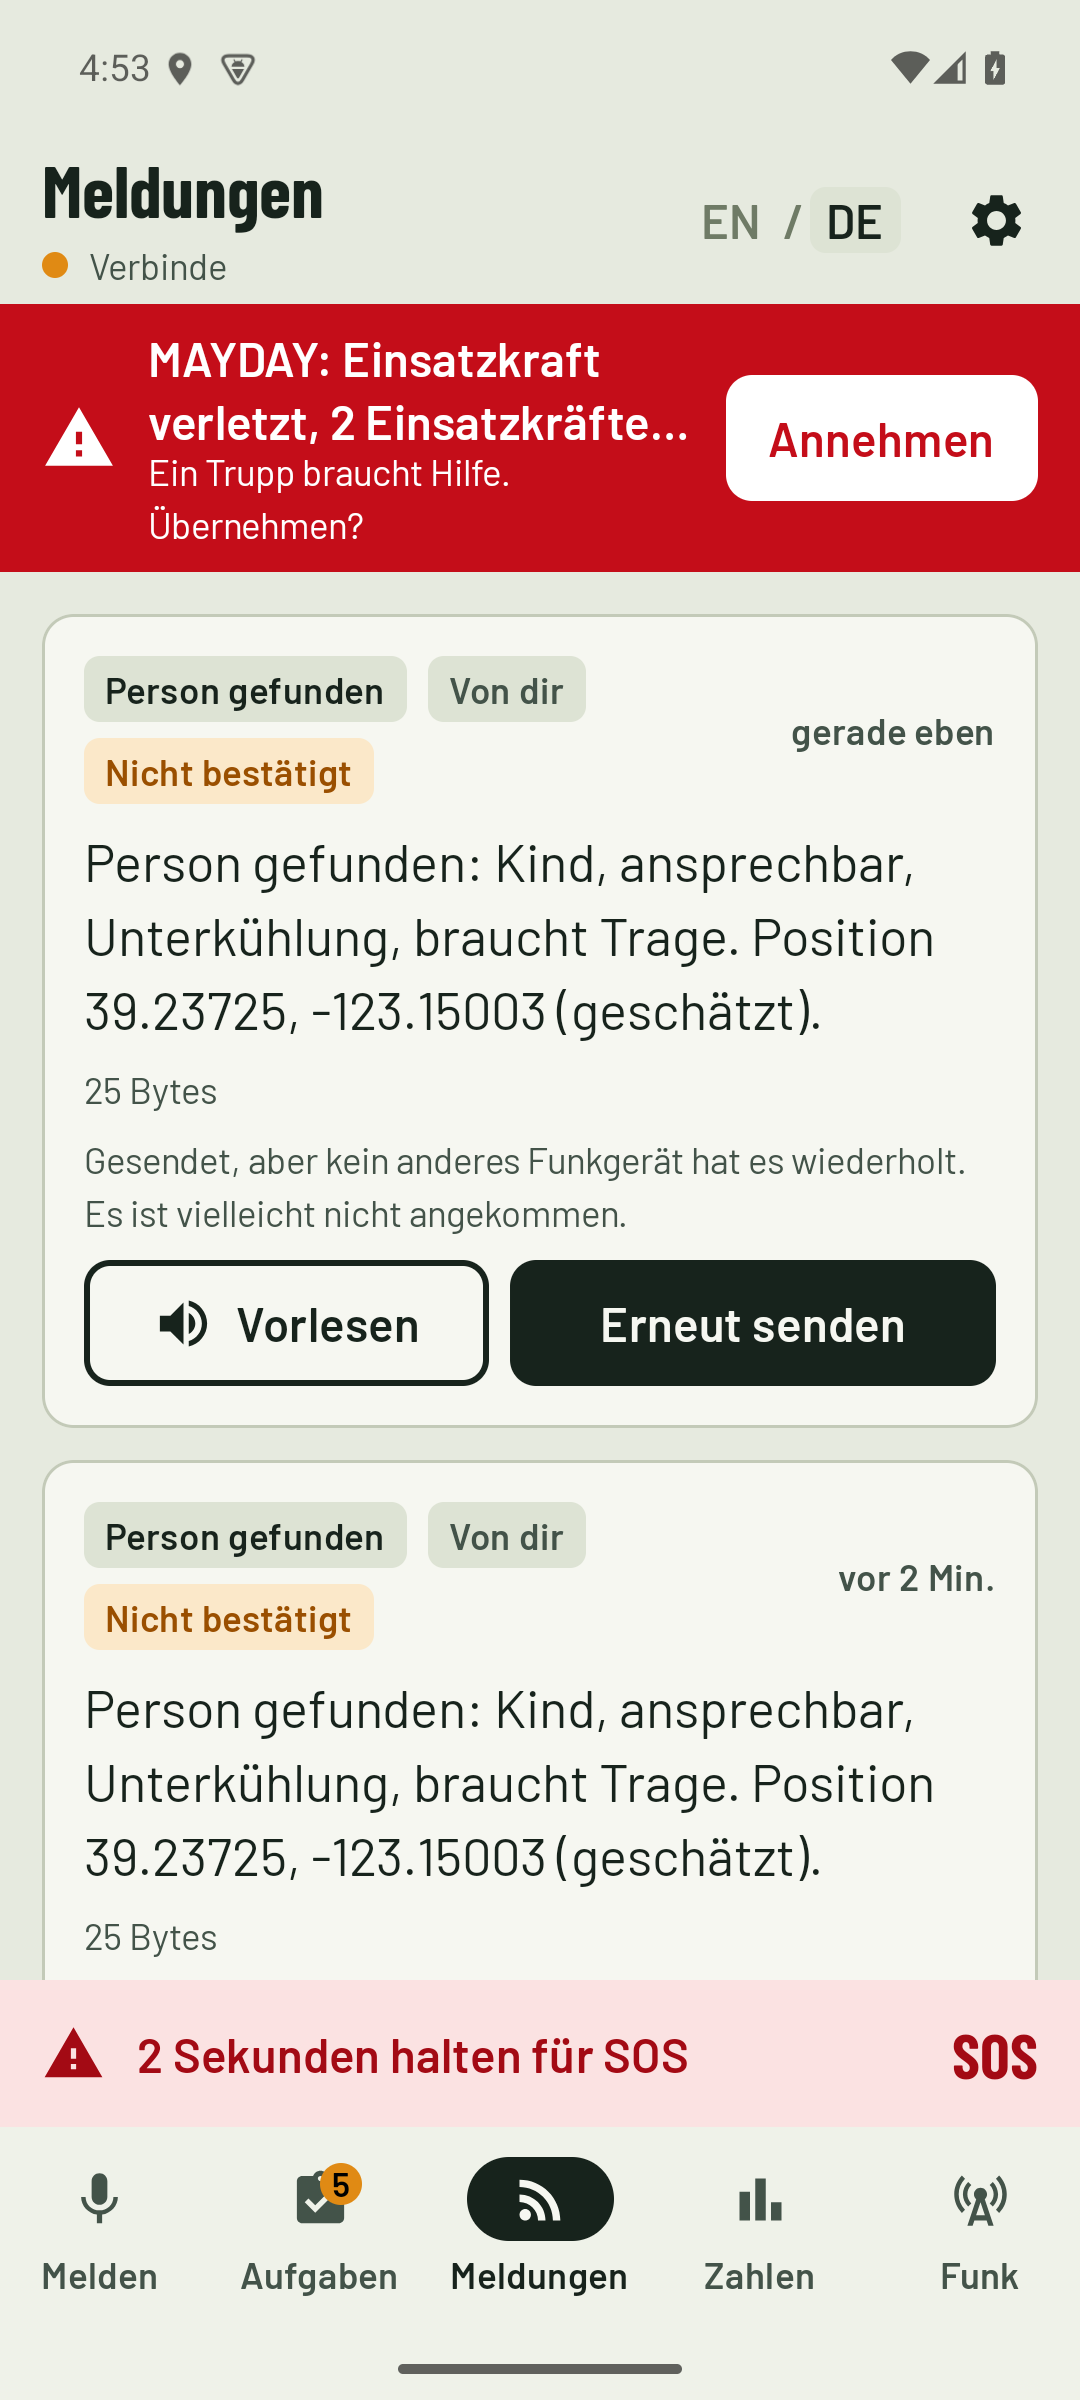 4:53
Meldungen
Verbinde
EN / DE
MAYDAY: Einsatzkraft
verletzt, 2 Einsatzkräfte...
Ein Trupp braucht Hilfe.
Übernehmen?
Annehmen
Person gefunden
Von dir
Nicht bestätigt
gerade eben
Person gefunden: Kind, ansprechbar,
Unterkühlung, braucht Trage. Position
39.23725, -123.15003 (geschätzt).
25 Bytes
Gesendet, aber kein anderes Funkgerät hat es wiederholt.
Es ist vielleicht nicht angekommen.
Vorlesen
Erneut senden
Person gefunden
Von dir
Nicht bestätigt
vor 2 Min.
Person gefunden: Kind, ansprechbar,
Unterkühlung, braucht Trage. Position
39.23725, -123.15003 (geschätzt).
25 Bytes
2 Sekunden halten für SOS
SOS
5
Melden
Aufgaben
Meldungen
Zahlen
Funk